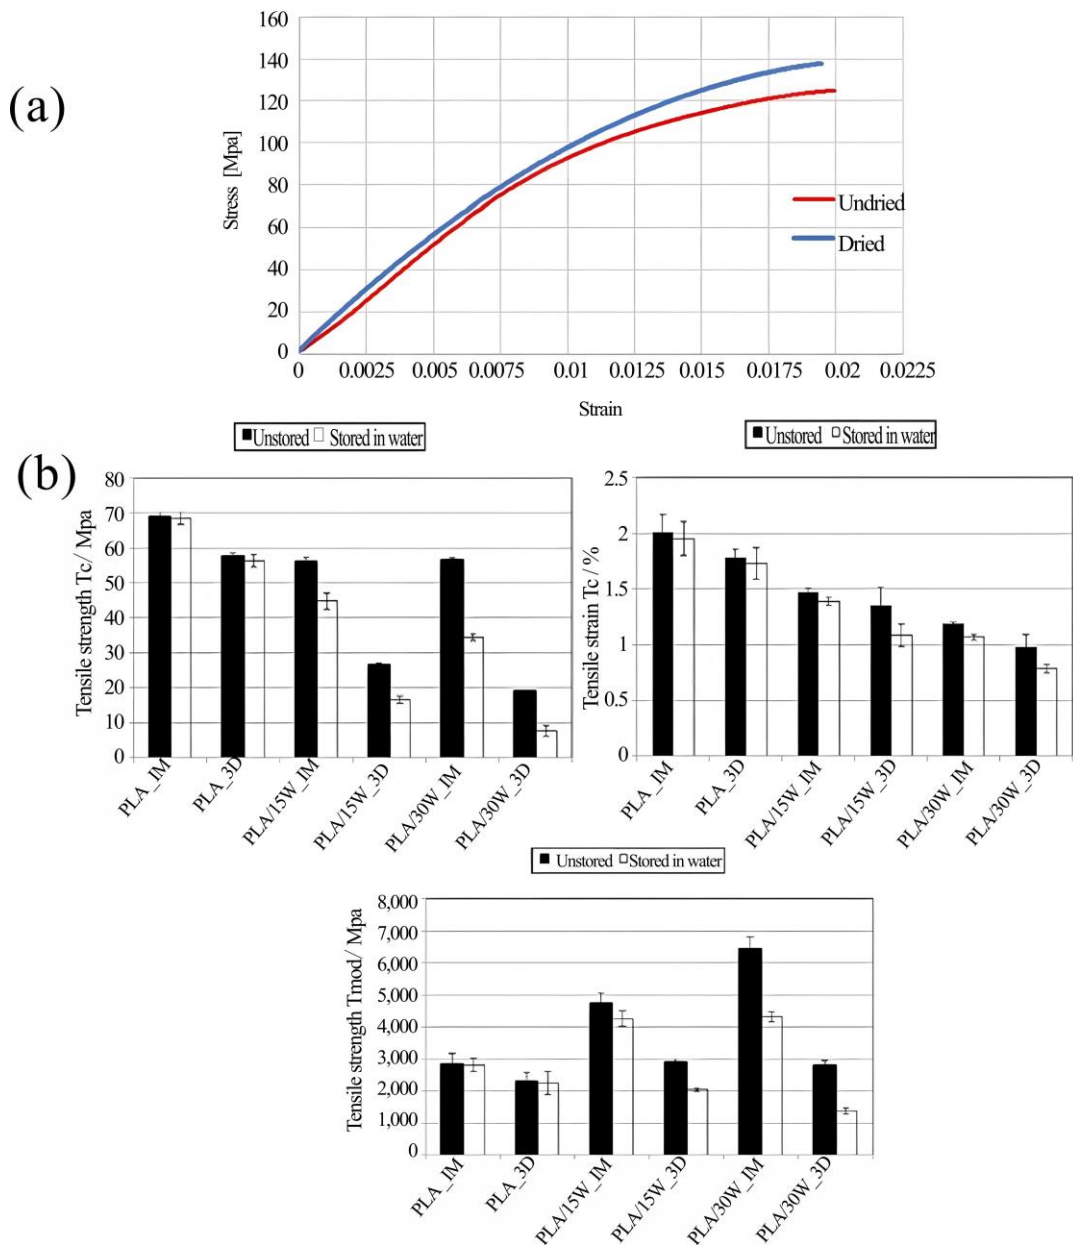 (a)
Stress [Mpa]
160
140
120
100
80
60
40
20
0
0 0.0025 0.005 0.0075 0.01 0.0125 0.015 0.0175 0.02 0.0225
Strain
Undried
Dried
(b)
Unstored Stored in water
Tensile strength Tc/ Mpa
80
70
60
50
40
30
20
10
0
PLA_IM
PLA_3D
PLA/15W_IM
PLA/15W_3D
PLA/30W_IM
PLA/30W_3D
Unstored Stored in water
Tensile strain Tc / %
2.5
2
1.5
1
0.5
0
PLA_IM
PLA_3D
PLA/15W_IM
PLA/15W_3D
PLA/30W_IM
PLA/30W_3D
Unstored Stored in water
Tensile strength Tmod/ Mpa
8,000
7,000
6,000
5,000
4,000
3,000
2,000
1,000
0
PLA_IM
PLA_3D
PLA/15W_IM
PLA/15W_3D
PLA/30W_IM
PLA/30W_3D